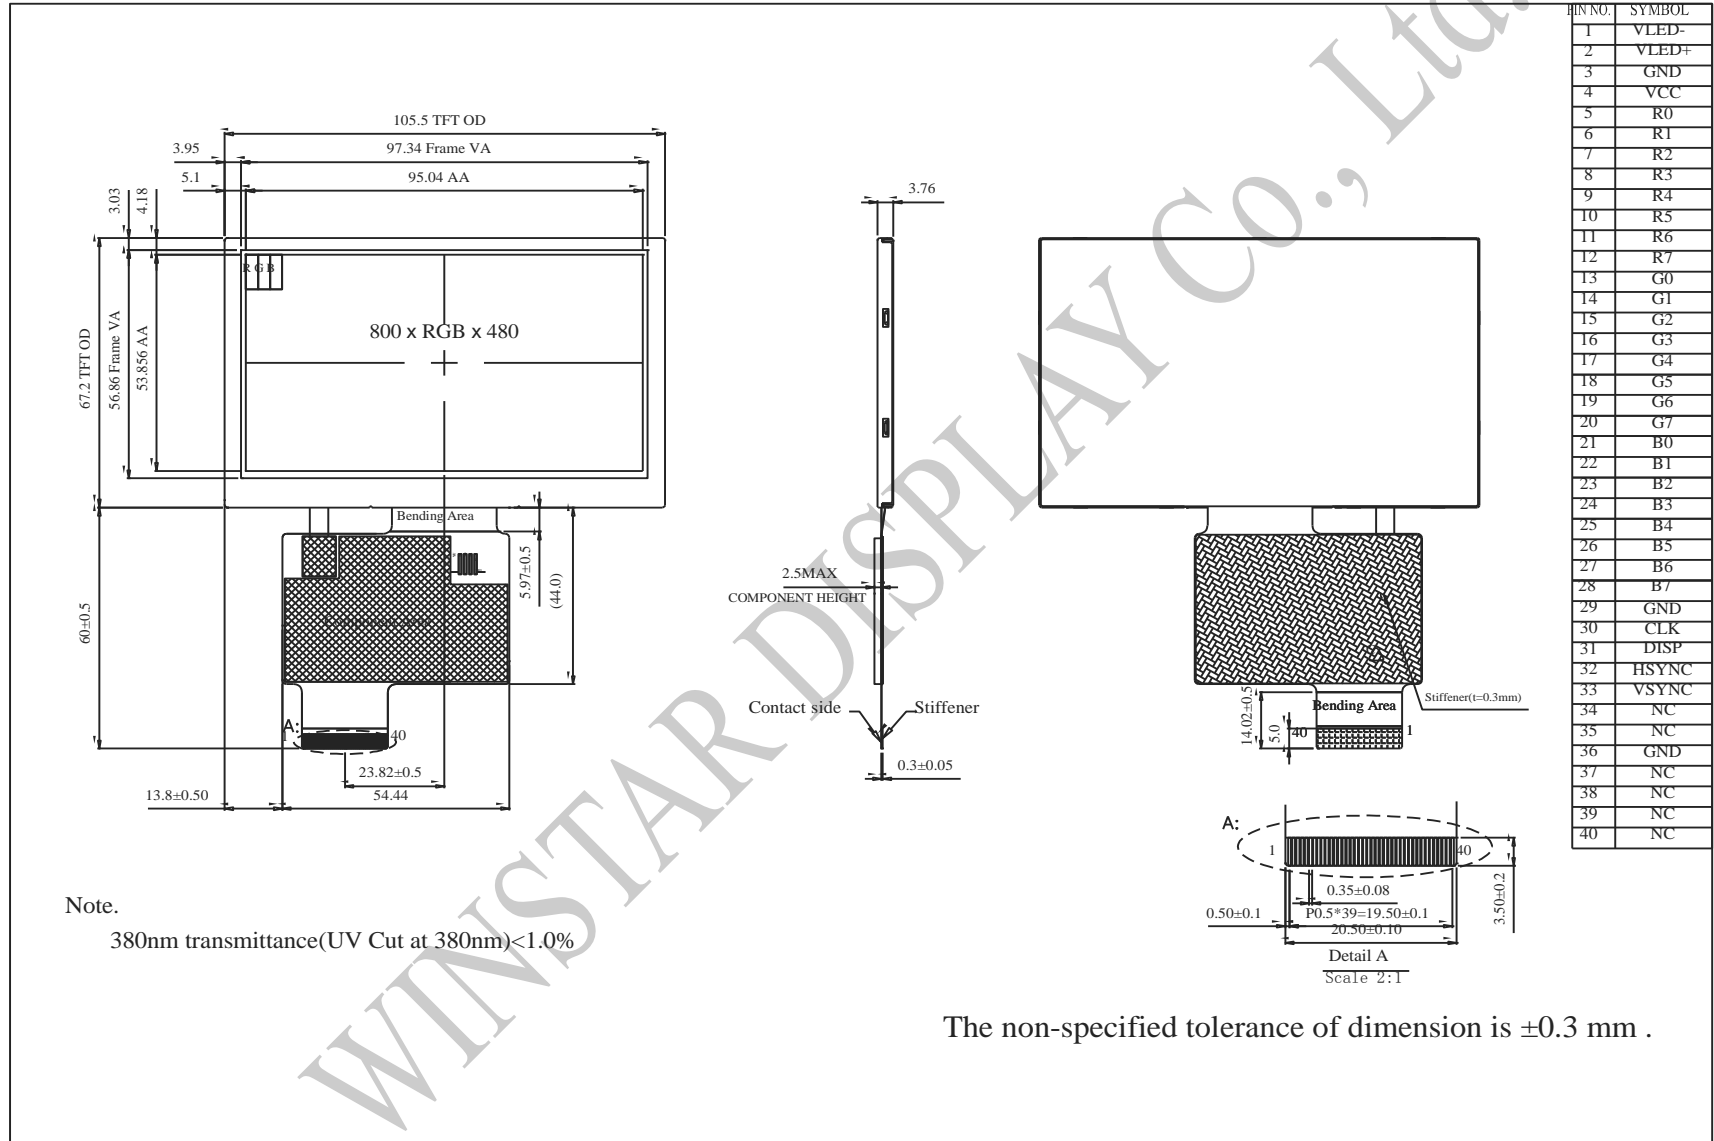 105.5 TFT OD
3.95
97.34 Frame VA
5.1
95.04 AA
3.03
4.18
67.2 TFT OD
56.86 Frame VA
53.856 AA
R G B
800 x RGB x 480
Bending Area
5.97±0.5
(44.0)
60±0.5
Component Area
A:
1
40
23.82±0.5
13.8±0.50
54.44
3.76
2.5MAX
COMPONENT HEIGHT
Contact side
Stiffener
0.3±0.05
14.02±0.5
5.0
Bending Area
40
1
Stiffener(t=0.3mm)
A:
1
40
0.35±0.08
0.50±0.1
P0.5*39=19.50±0.1
20.50±0.10
3.50±0.2
Detail A
Scale 2:1
PIN NO. SYMBOL
1 VLED-
2 VLED+
3 GND
4 VCC
5 R0
6 R1
7 R2
8 R3
9 R4
10 R5
11 R6
12 R7
13 G0
14 G1
15 G2
16 G3
17 G4
18 G5
19 G6
20 G7
21 B0
22 B1
23 B2
24 B3
25 B4
26 B5
27 B6
28 B7
29 GND
30 CLK
31 DISP
32 HSYNC
33 VSYNC
34 NC
35 NC
36 GND
37 NC
38 NC
39 NC
40 NC
Note.
380nm transmittance(UV Cut at 380nm)<1.0%
The non-specified tolerance of dimension is ±0.3 mm .
WINSTAR DISPLAY Co., Ltd.